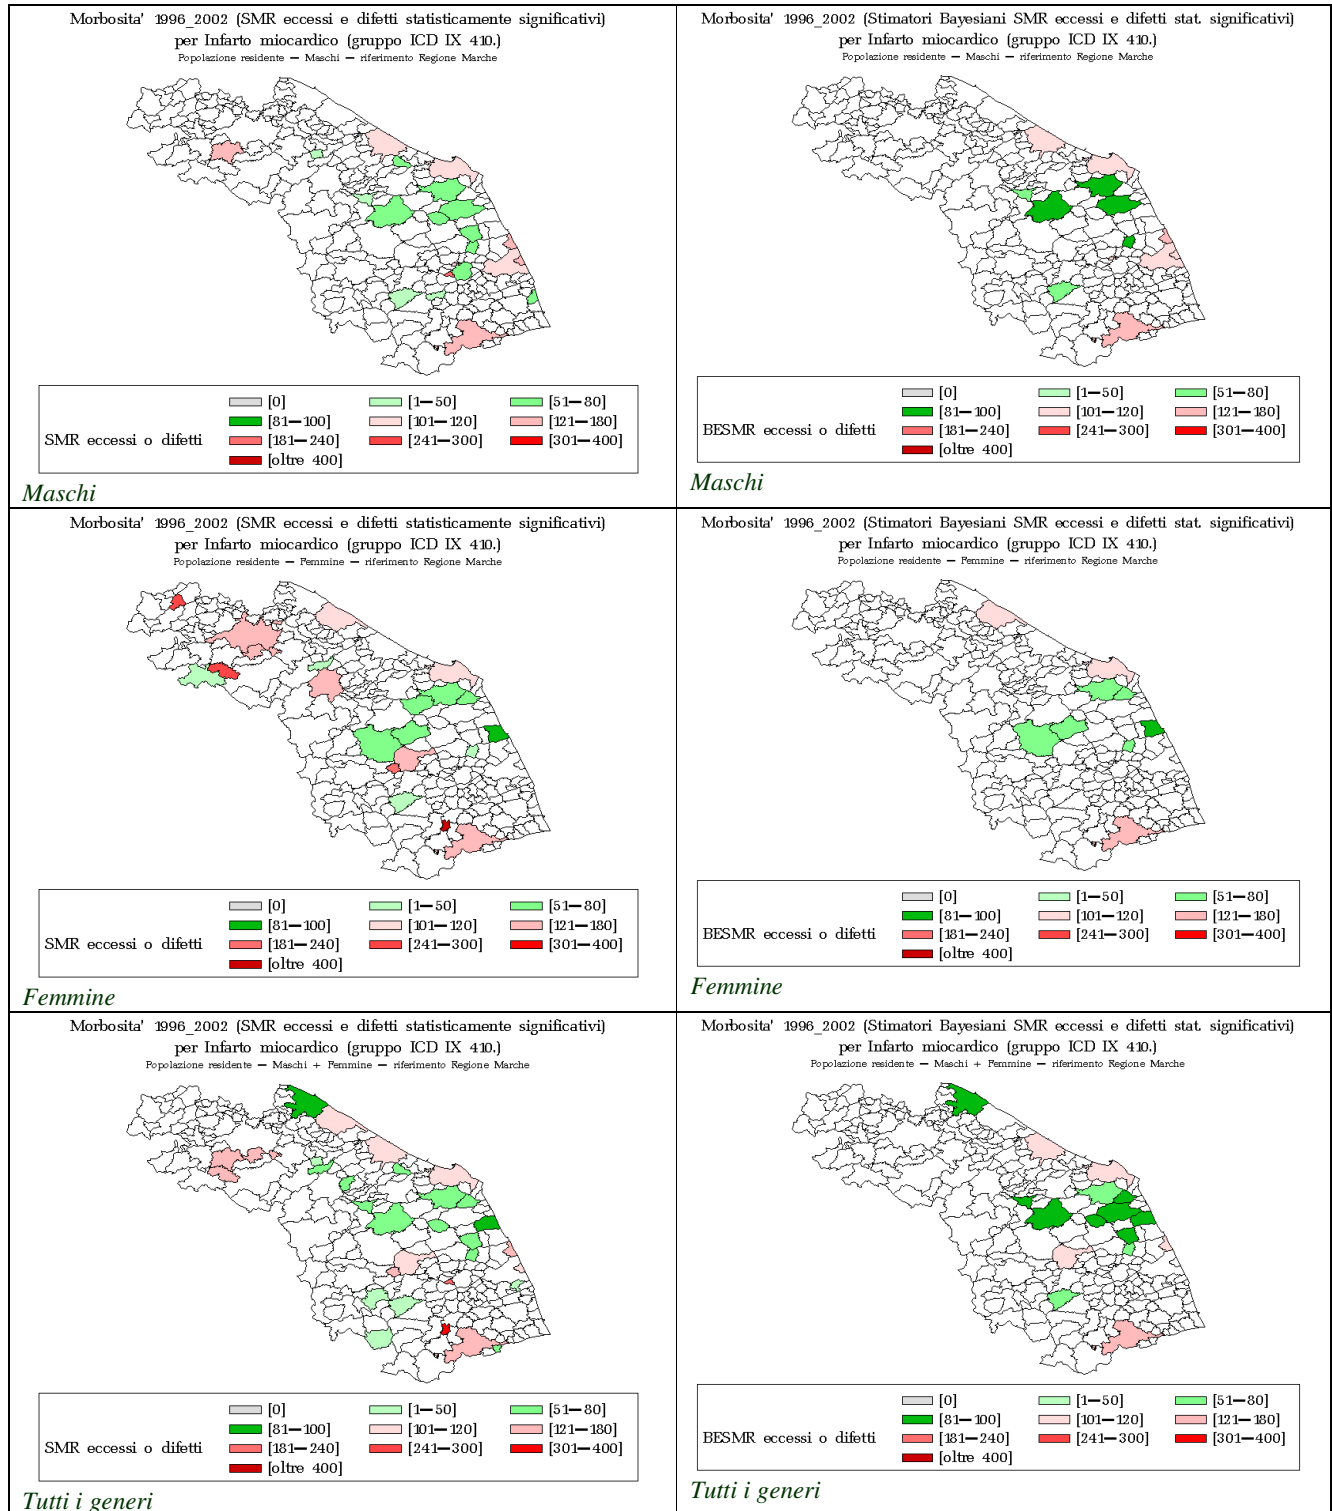 Morbosita' 1996_2002 (SMR eccessi e difetti statisticamente significativi)
per Infarto miocardico (gruppo ICD IX 410.)
Popolazione residente — Maschi — riferimento Regione Marche
[0] [1—50] [51—80]
[81—100] [101—120] [121—180]
SMR eccessi o difetti [181—240] [241—300] [301—400]
[oltre 400]
Maschi
Morbosita' 1996_2002 (Stimatori Bayesiani SMR eccessi e difetti stat. significativi)
per Infarto miocardico (gruppo ICD IX 410.)
Popolazione residente — Maschi — riferimento Regione Marche
[0] [1—50] [51—80]
[81—100] [101—120] [121—180]
BESMR eccessi o difetti [181—240] [241—300] [301—400]
[oltre 400]
Maschi
Morbosita' 1996_2002 (SMR eccessi e difetti statisticamente significativi)
per Infarto miocardico (gruppo ICD IX 410.)
Popolazione residente — Femmine — riferimento Regione Marche
[0] [1—50] [51—80]
[81—100] [101—120] [121—180]
SMR eccessi o difetti [181—240] [241—300] [301—400]
[oltre 400]
Femmine
Morbosita' 1996_2002 (Stimatori Bayesiani SMR eccessi e difetti stat. significativi)
per Infarto miocardico (gruppo ICD IX 410.)
Popolazione residente — Femmine — riferimento Regione Marche
[0] [1—50] [51—80]
[81—100] [101—120] [121—180]
BESMR eccessi o difetti [181—240] [241—300] [301—400]
[oltre 400]
Femmine
Morbosita' 1996_2002 (SMR eccessi e difetti statisticamente significativi)
per Infarto miocardico (gruppo ICD IX 410.)
Popolazione residente — Maschi + Femmine — riferimento Regione Marche
[0] [1—50] [51—80]
[81—100] [101—120] [121—180]
SMR eccessi o difetti [181—240] [241—300] [301—400]
[oltre 400]
Tutti i generi
Morbosita' 1996_2002 (Stimatori Bayesiani SMR eccessi e difetti stat. significativi)
per Infarto miocardico (gruppo ICD IX 410.)
Popolazione residente — Maschi + Femmine — riferimento Regione Marche
[0] [1—50] [51—80]
[81—100] [101—120] [121—180]
BESMR eccessi o difetti [181—240] [241—300] [301—400]
[oltre 400]
Tutti i generi